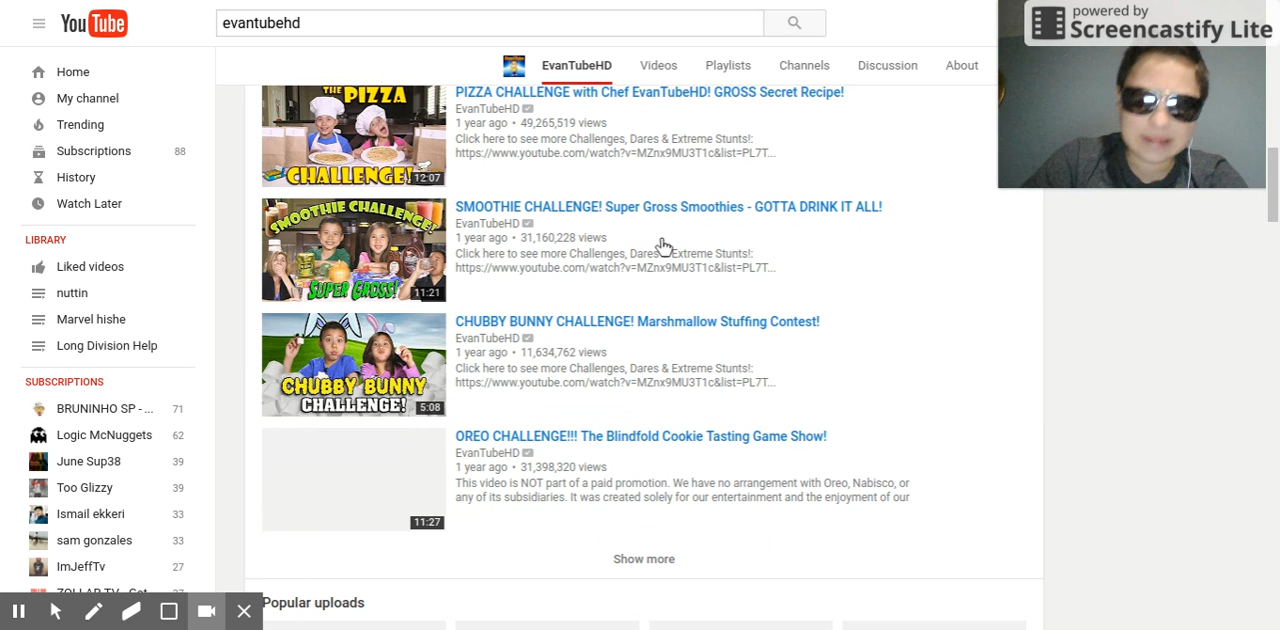 YouTube
evantubehd
powered by
Screencastify Lite
EvanTubeHD Videos Playlists Channels Discussion About
Home
My channel
Trending
Subscriptions 88
History
Watch Later
LIBRARY
Liked videos
nuttin
Marvel hishe
Long Division Help
SUBSCRIPTIONS
BRUNINHO SP - ... 71
Logic McNuggets 62
June Sup38 39
Too Glizzy 39
Ismail ekkeri 33
sam gonzales 33
ImJeffTv 27
THE PIZZA
CHALLENGE!
12:07
PIZZA CHALLENGE with Chef EvanTubeHD! GROSS Secret Recipe!
EvanTubeHD
1 year ago • 49,265,519 views
Click here to see more Challenges, Dares & Extreme Stunts!:
https://www.youtube.com/watch?v=MZnx9MU3T1c&list=PL7T...
SMOOTHIE CHALLENGE!
SUPER GROSS!
11:21
SMOOTHIE CHALLENGE! Super Gross Smoothies - GOTTA DRINK IT ALL!
EvanTubeHD
1 year ago • 31,160,228 views
Click here to see more Challenges, Dares & Extreme Stunts!:
https://www.youtube.com/watch?v=MZnx9MU3T1c&list=PL7T...
CHUBBY BUNNY
CHALLENGE!
5:08
CHUBBY BUNNY CHALLENGE! Marshmallow Stuffing Contest!
EvanTubeHD
1 year ago • 11,634,762 views
Click here to see more Challenges, Dares & Extreme Stunts!:
https://www.youtube.com/watch?v=MZnx9MU3T1c&list=PL7T...
11:27
OREO CHALLENGE!!! The Blindfold Cookie Tasting Game Show!
EvanTubeHD
1 year ago • 31,398,320 views
This video is NOT part of a paid promotion. We have no arrangement with Oreo, Nabisco, or
any of its subsidiaries. It was created solely for our entertainment and the enjoyment of our
Show more
Popular uploads